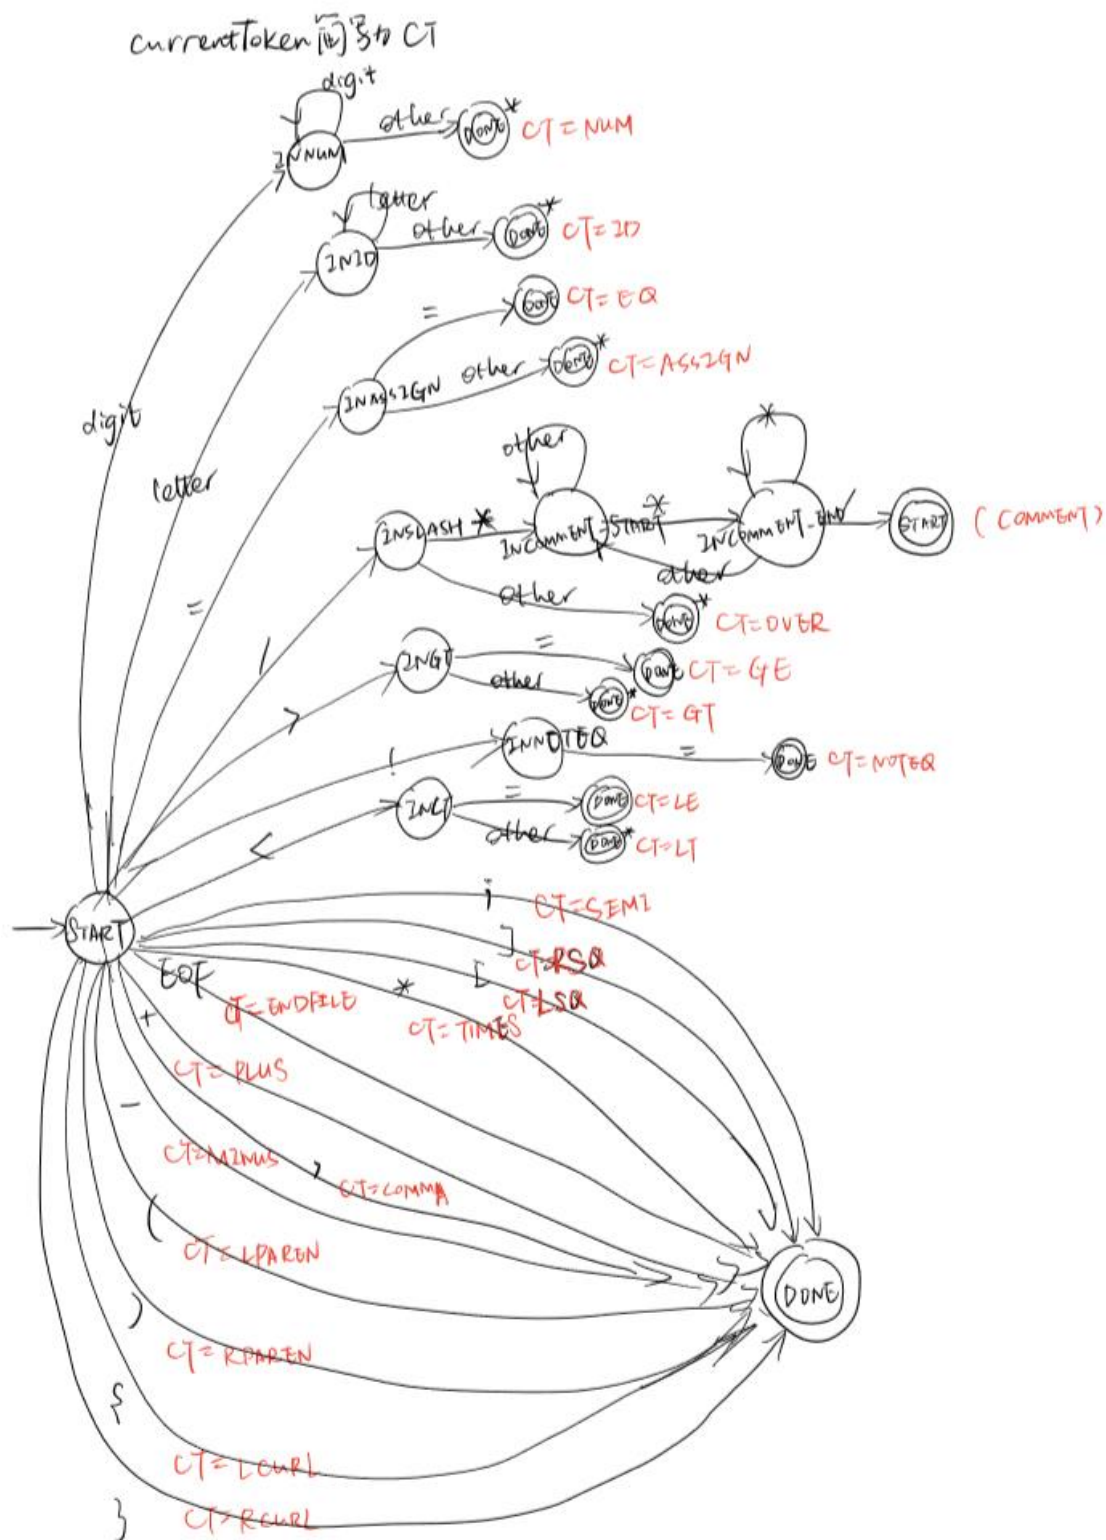 currentToken简写为 CT
digit
INNUM
other
DONE
*
CT = NUM
letter
INID
other
DONE
*
CT = ID
=
DONE
CT = EQ
INASSIGN
other
DONE
*
CT = ASSIGN
digit
letter
=
/
other
*
INSLASH
*
INCOMMENT_START
*
INCOMMENT_END
/
START
(COMMENT)
other
other
DONE
*
CT = OVER
>
INGT
=
DONE
CT = GE
other
DONE
*
CT = GT
!
INNOTEQ
=
DONE
CT = NOTEQ
<
INLT
=
DONE
CT = LE
other
DONE
*
CT = LT
START
;
CT = SEMI
]
CT = RSQ
[
CT = LSQ
*
CT = TIMES
EOF
CT = ENDFILE
+
CT = PLUS
-
CT = MINUS
,
CT = COMMA
(
CT = LPAREN
)
CT = RPAREN
{
CT = LCURL
}
CT = RCURL
DONE